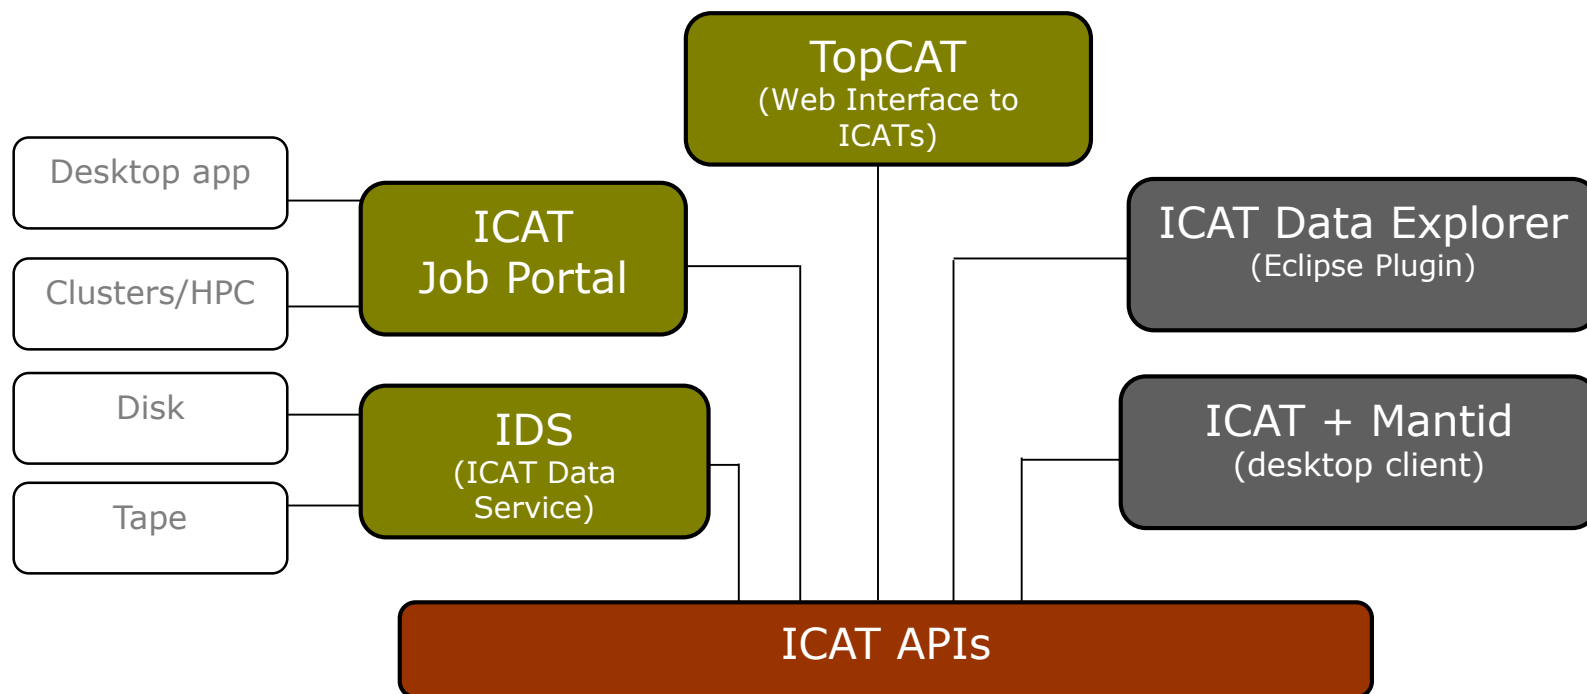 TopCAT
(Web Interface to
ICATs)
Desktop app
Clusters/HPC
ICAT
Job Portal
ICAT Data Explorer
(Eclipse Plugin)
Disk
Tape
IDS
(ICAT Data
Service)
ICAT + Mantid
(desktop client)
ICAT APIs